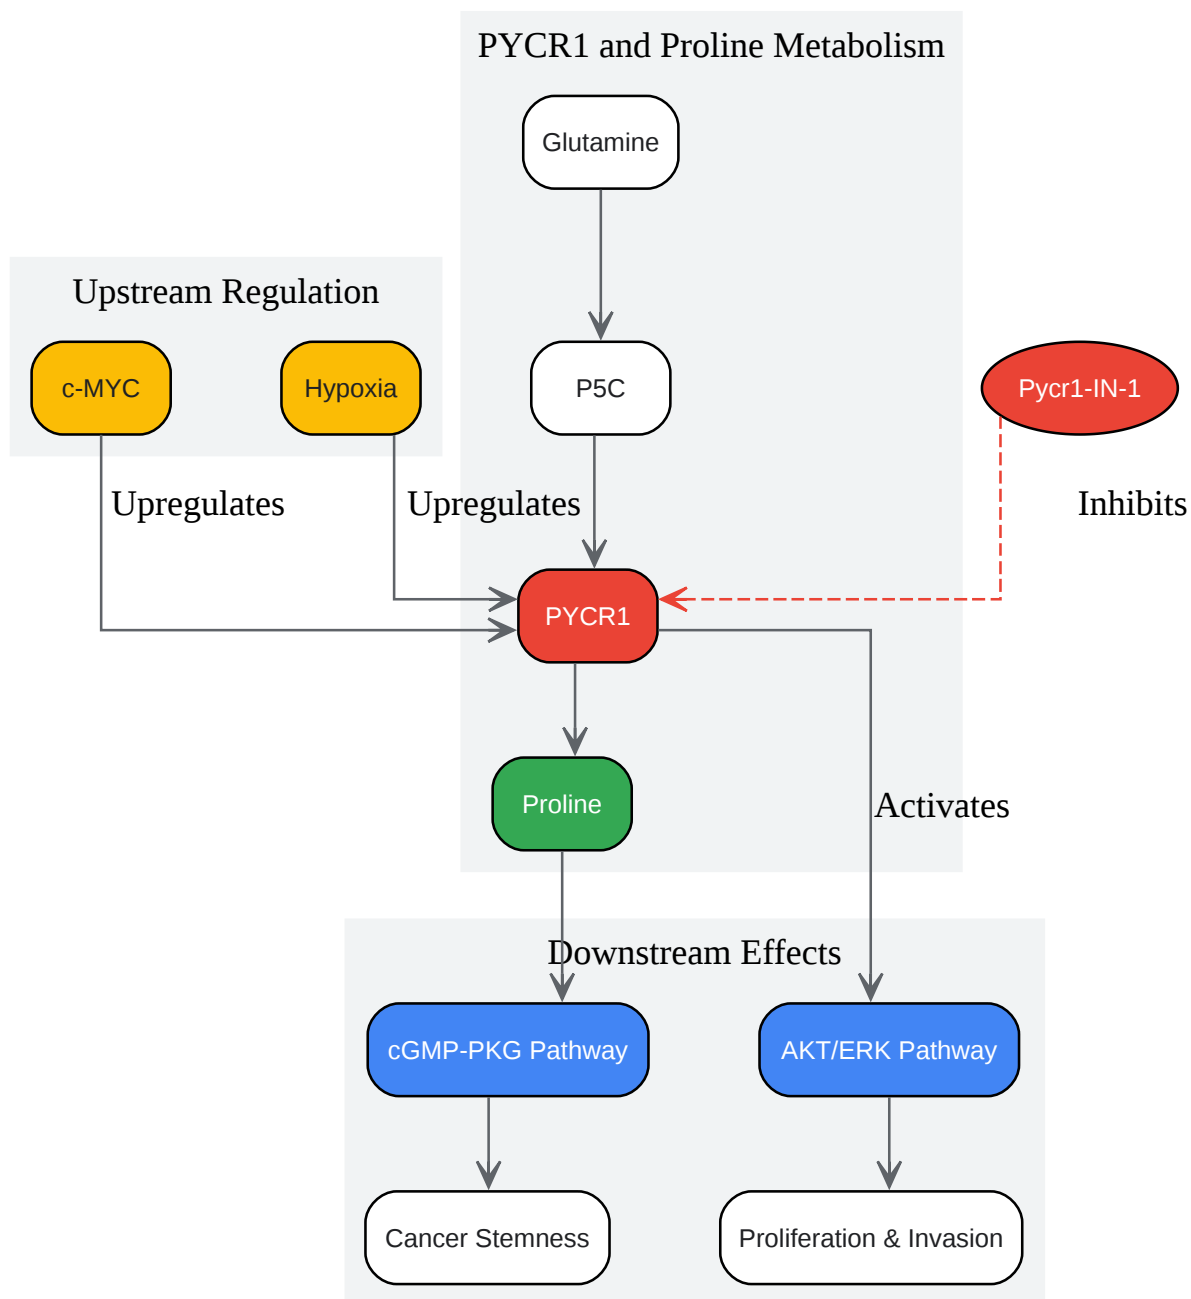 PYCR1 and Proline Metabolism
Glutamine
Upstream Regulation
c-MYC
Hypoxia
P5C
Pycr1-IN-1
Upregulates
Upregulates
Inhibits
PYCR1
Proline
Activates
Downstream Effects
cGMP-PKG Pathway
AKT/ERK Pathway
Cancer Stemness
Proliferation & Invasion